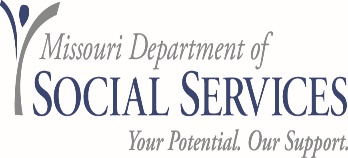 Missouri Department of
SOCIAL SERVICES
Your Potential. Our Support.